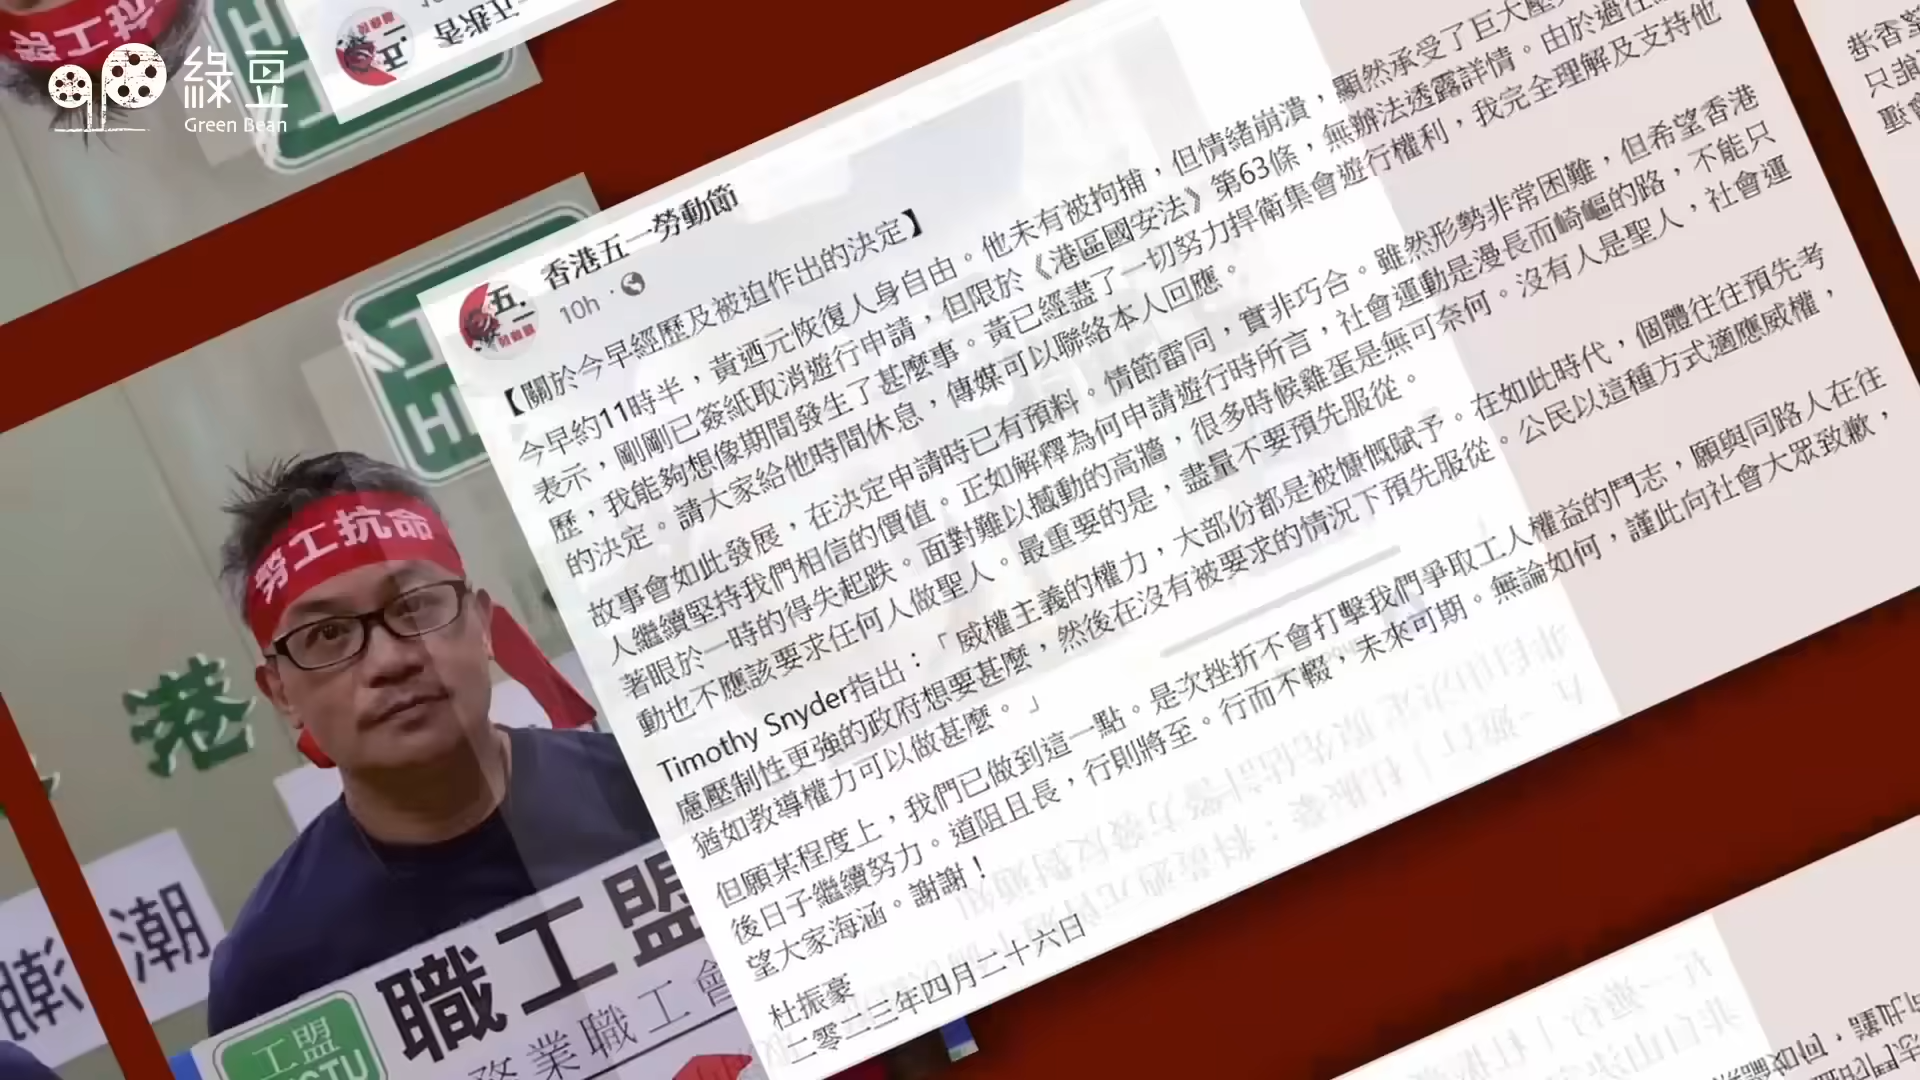 綠豆
Green Bean
勞工抗命
香港五一勞動節
10h
【關於今早經歷及被迫作出的決定】
今早約11時半，黃迺元恢復人身自由。他未有被拘捕，但情緒崩潰，顯然承受了巨大壓
表示，剛剛已簽紙取消遊行申請，但限於《港區國安法》第63條，無辦法透露詳情。由於過往
歷，我能夠想像期間發生了甚麼事。黃已經盡了一切努力捍衛集會遊行權利，我完全理解及支持他
的決定。請大家給他時間休息，傳媒可以聯絡本人回應。
故事會如此發展，在決定申請時已有預料。情節雷同，實非巧合。雖然形勢非常困難，但希望香港
人繼續堅持我們相信的價值。正如解釋為何申請遊行時所言，社會運動是漫長而崎嶇的路，不能只
著眼於一時的得失起跌。面對難以撼動的高牆，很多時候雞蛋是無可奈何。沒有人是聖人，社會運
動也不應該要求任何人做聖人。最重要的是，盡量不要預先服從。
Timothy Snyder指出：「威權主義的權力，大部份都是被慷慨賦予。在如此時代，個體往往預先考
慮壓制性更強的政府想要甚麼，然後在沒有被要求的情況下預先服從。公民以這種方式適應威權，
猶如教導權力可以做甚麼。」
但願某程度上，我們已做到這一點。是次挫折不會打擊我們爭取工人權益的鬥志，願與同路人在往
後日子繼續努力。道阻且長，行則將至。行而不輟，未來可期。無論如何，謹此向社會大眾致歉，
望大家海涵。謝謝！
杜振豪
二零二三年四月二十六日
勞工抗命
港
澎 潮
職工盟
業職工會
工盟